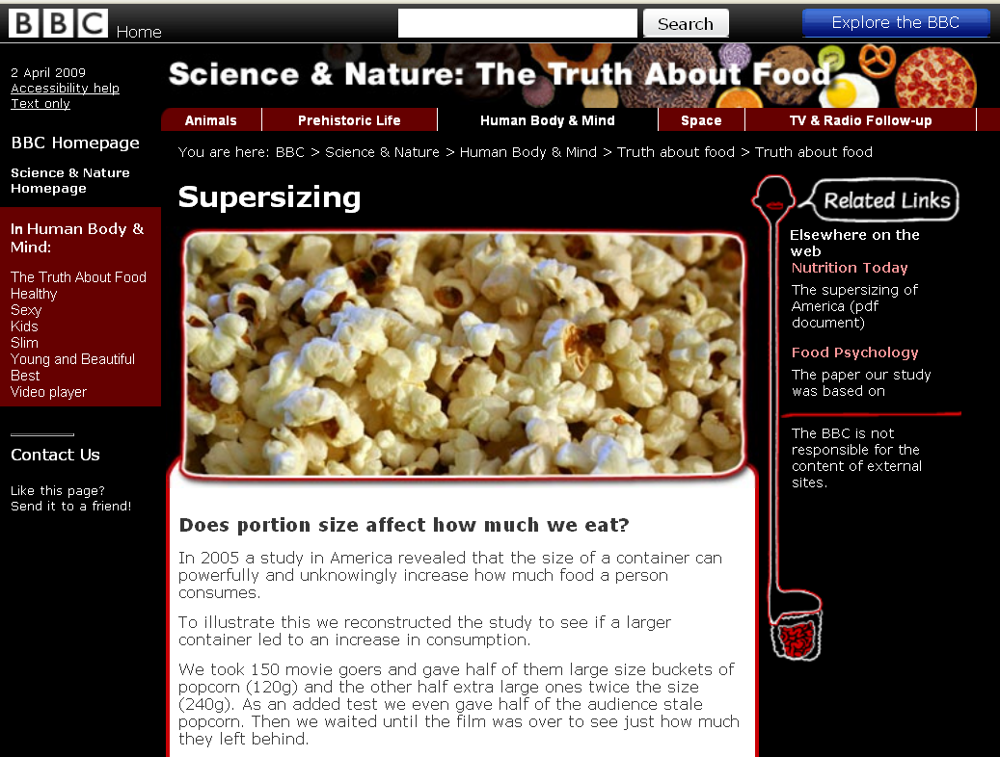 BBC Home
Search
Explore the BBC
2 April 2009
Accessibility help
Text only
Science & Nature: The Truth About Food
Animals
Prehistoric Life
Human Body & Mind
Space
TV & Radio Follow-up
You are here: BBC > Science & Nature > Human Body & Mind > Truth about food > Truth about food
BBC Homepage
Science & Nature
Homepage
In Human Body &
Mind:
The Truth About Food
Healthy
Sexy
Kids
Slim
Young and Beautiful
Best
Video player
Contact Us
Like this page?
Send it to a friend!
Supersizing
Does portion size affect how much we eat?
In 2005 a study in America revealed that the size of a container can
powerfully and unknowingly increase how much food a person
consumes.
To illustrate this we reconstructed the study to see if a larger
container led to an increase in consumption.
We took 150 movie goers and gave half of them large size buckets of
popcorn (120g) and the other half extra large ones twice the size
(240g). As an added test we even gave half of the audience stale
popcorn. Then we waited until the film was over to see just how much
they left behind.
Related Links
Elsewhere on the
web
Nutrition Today
The supersizing of
America (pdf
document)
Food Psychology
The paper our study
was based on
The BBC is not
responsible for the
content of external
sites.